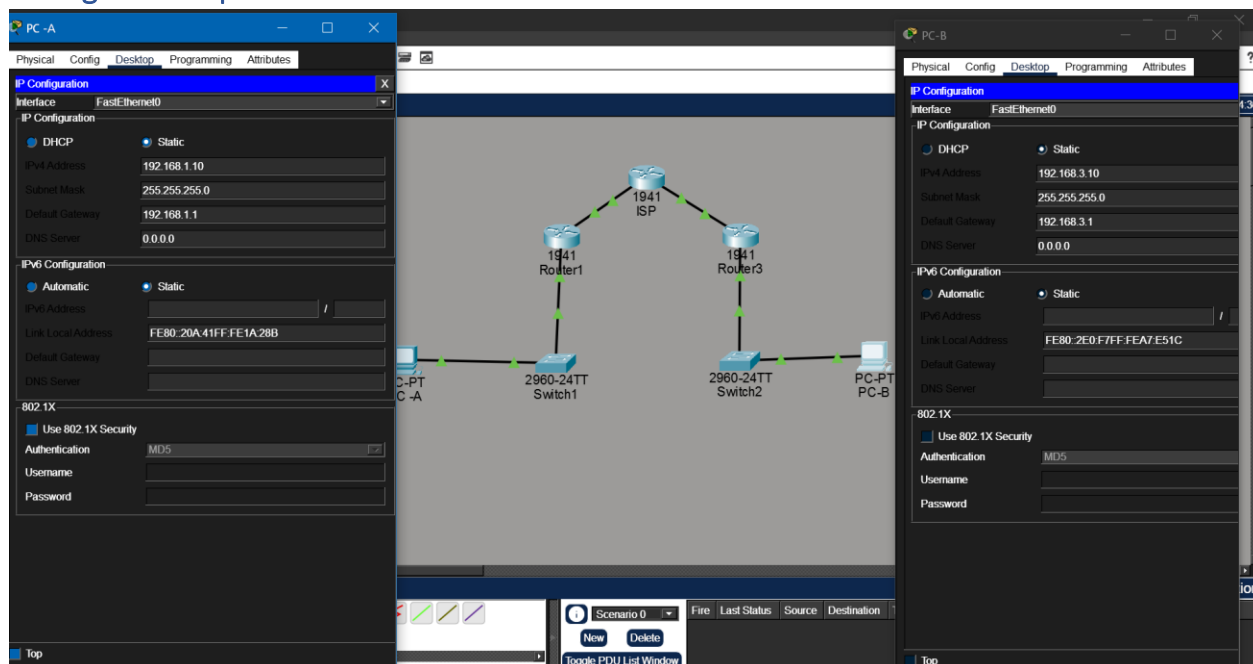 PC -A
Physical Config Desktop Programming Attributes
IP Configuration X
Interface FastEthernet0
IP Configuration
DHCP Static
IPv4 Address 192.168.1.10
Subnet Mask 255.255.255.0
Default Gateway 192.168.1.1
DNS Server 0.0.0.0
IPv6 Configuration
Automatic Static
IPv6 Address /
Link Local Address FE80::20A:41FF:FE1A:28B
Default Gateway
DNS Server
802.1X
Use 802.1X Security
Authentication MD5
Username
Password
Top
1941
ISP
1941
Router1
1941
Router3
C-PT
C -A
2960-24TT
Switch1
2960-24TT
Switch2
PC-PT
PC-B
Scenario 0
New Delete
Toggle PDU List Window
Fire Last Status Source Destination
PC-B
Physical Config Desktop Programming Attributes
IP Configuration
Interface FastEthernet0
IP Configuration
DHCP Static
IPv4 Address 192.168.3.10
Subnet Mask 255.255.255.0
Default Gateway 192.168.3.1
DNS Server 0.0.0.0
IPv6 Configuration
Automatic Static
IPv6 Address /
Link Local Address FE80::2E0:F7FF:FEA7:E51C
Default Gateway
DNS Server
802.1X
Use 802.1X Security
Authentication MD5
Username
Password
Top